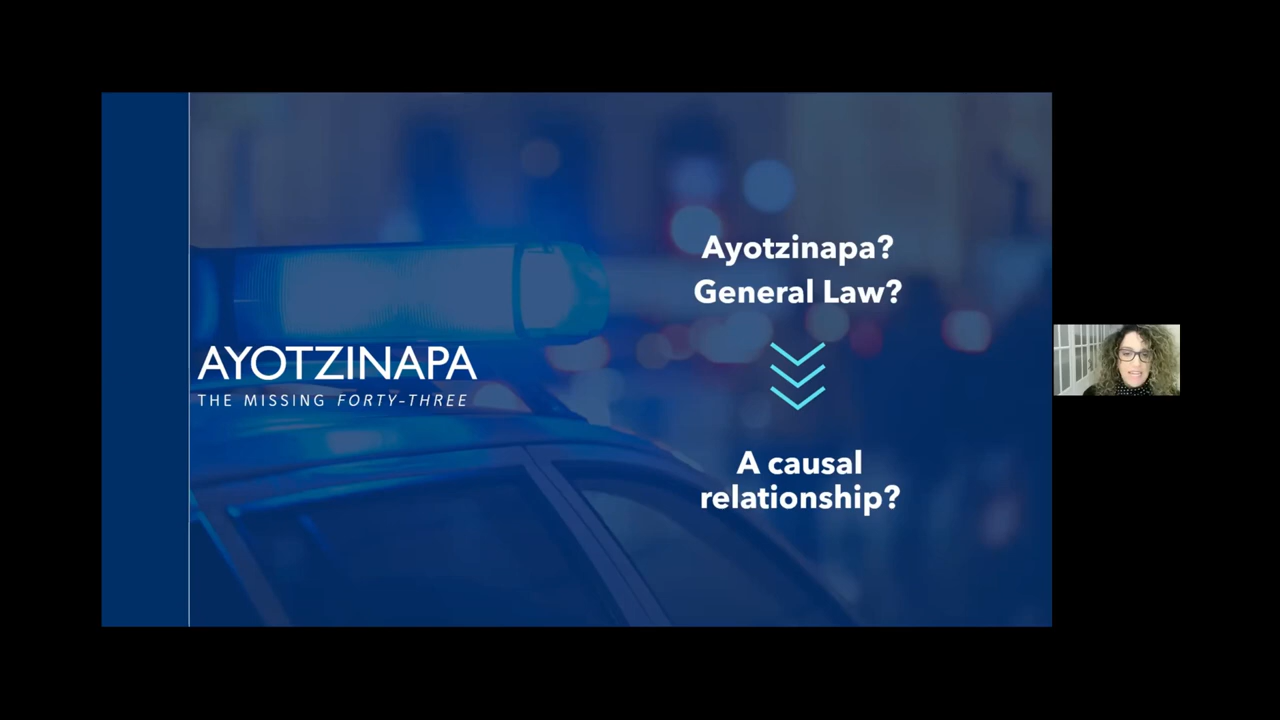 AYOTZINAPA
THE MISSING FORTY-THREE
Ayotzinapa?
General Law?
A causal
relationship?